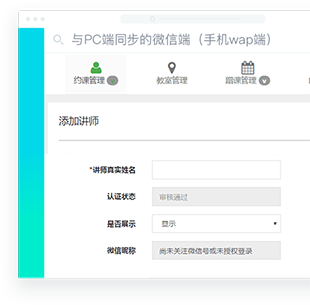 与PC端同步的微信端（手机wap端）
约课管理
教室管理
踏课管理
添加讲师
*讲师真实姓名
认证状态 审核通过
是否展示 显示
微信昵称 尚未关注微信号或未授权登录